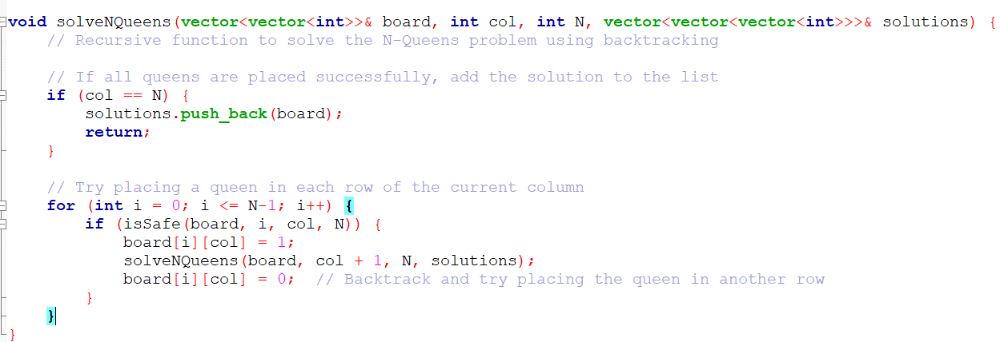 void solveNQueens(vector<vector<int>>& board, int col, int N, vector<vector<vector<int>>>& solutions) {
    // Recursive function to solve the N-Queens problem using backtracking

    // If all queens are placed successfully, add the solution to the list
    if (col == N) {
        solutions.push_back(board);
        return;
    }

    // Try placing a queen in each row of the current column
    for (int i = 0; i <= N-1; i++) {
        if (isSafe(board, i, col, N)) {
            board[i][col] = 1;
            solveNQueens(board, col + 1, N, solutions);
            board[i][col] = 0;  // Backtrack and try placing the queen in another row
        }
    }
}